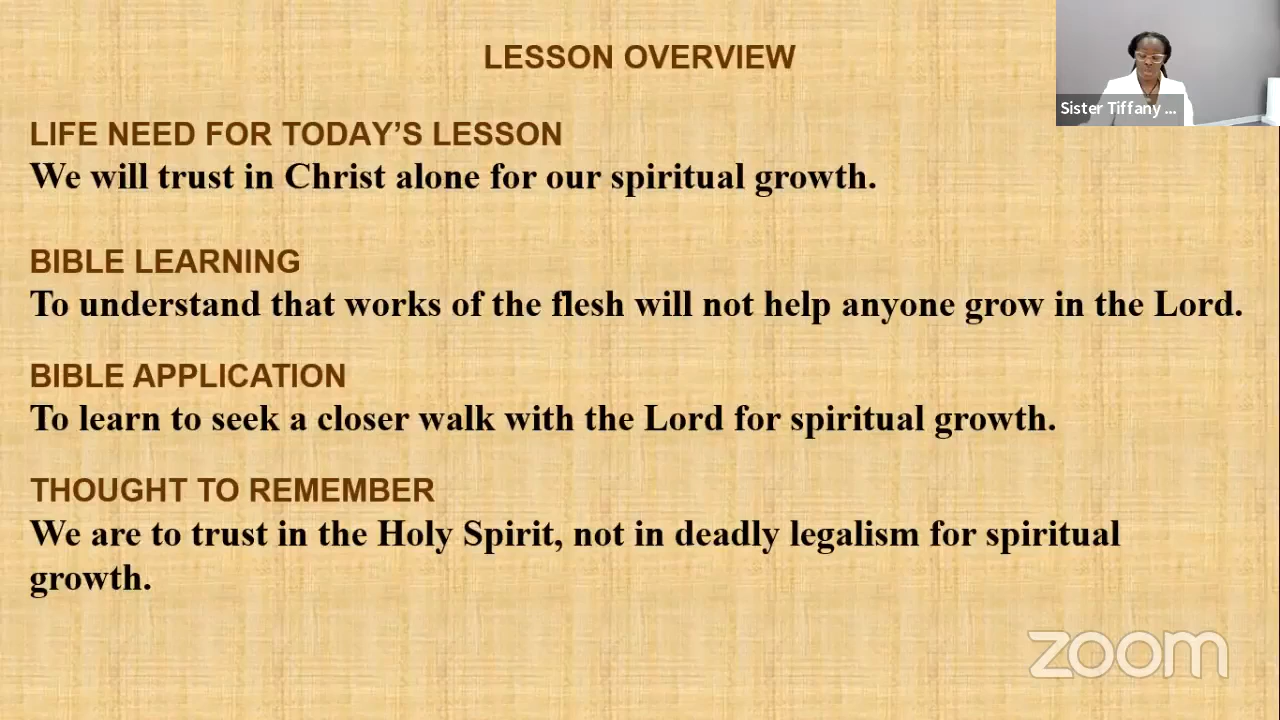 LESSON OVERVIEW
Sister Tiffany ...
LIFE NEED FOR TODAY’S LESSON
We will trust in Christ alone for our spiritual growth.
BIBLE LEARNING
To understand that works of the flesh will not help anyone grow in the Lord.
BIBLE APPLICATION
To learn to seek a closer walk with the Lord for spiritual growth.
THOUGHT TO REMEMBER
We are to trust in the Holy Spirit, not in deadly legalism for spiritual
growth.
zoom